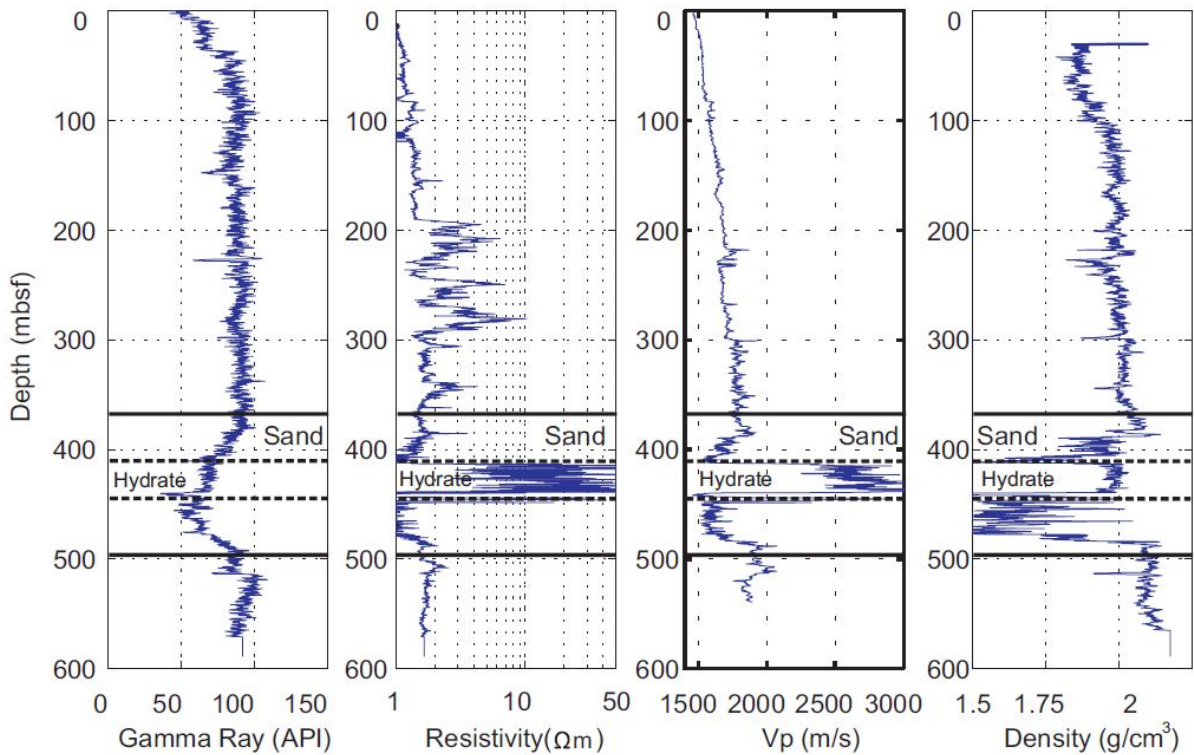 0 0 0 0
100 100 100 100
200 200 200 200
300 300 300 300
Depth (mbsf)
Sand Sand Sand Sand
400 400 400 400
Hydrate Hydrate Hydrate Hydrate
500 500 500 500
600 600 600 600
0 50 100 150 1 10 50 1500 2000 2500 3000 1.5 1.75 2
Gamma Ray (API) Resistivity(Ωm) Vp (m/s) Density (g/cm³)